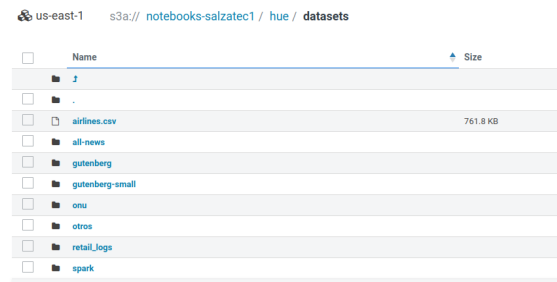 us-east-1 s3a:// notebooks-salzatec1 / hue / datasets
Name Size
.
airlines.csv 761.8 KB
all-news
gutenberg
gutenberg-small
onu
otros
retail_logs
spark